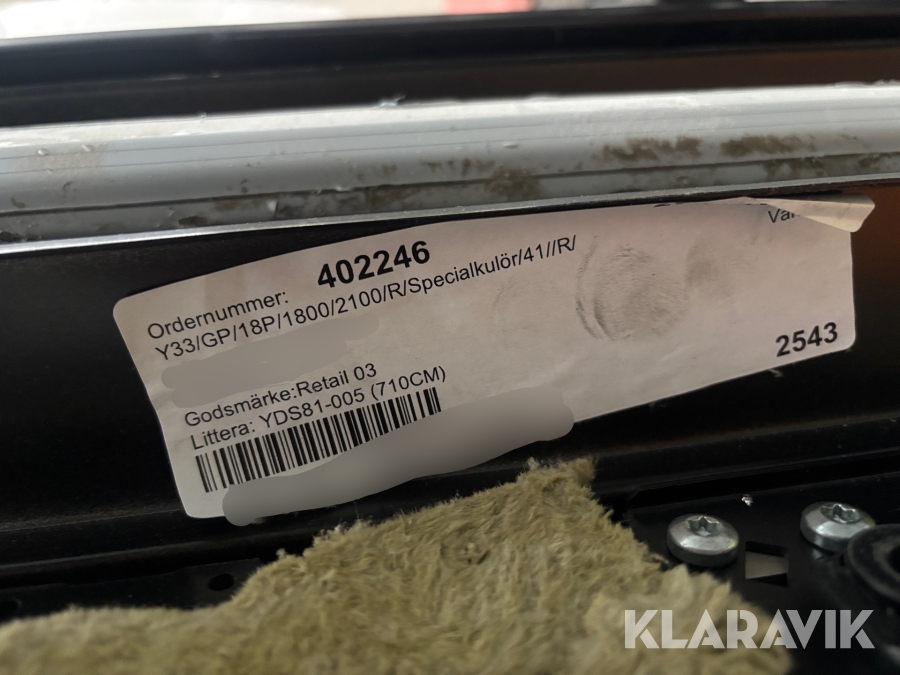 Ordernummer: 402246
Y33/GP/18P/1800/2100/R/Specialkulör/41//R/
Godsmärke:Retail 03
Littera: YDS81-005 (710CM)
2543
KLARAVIK